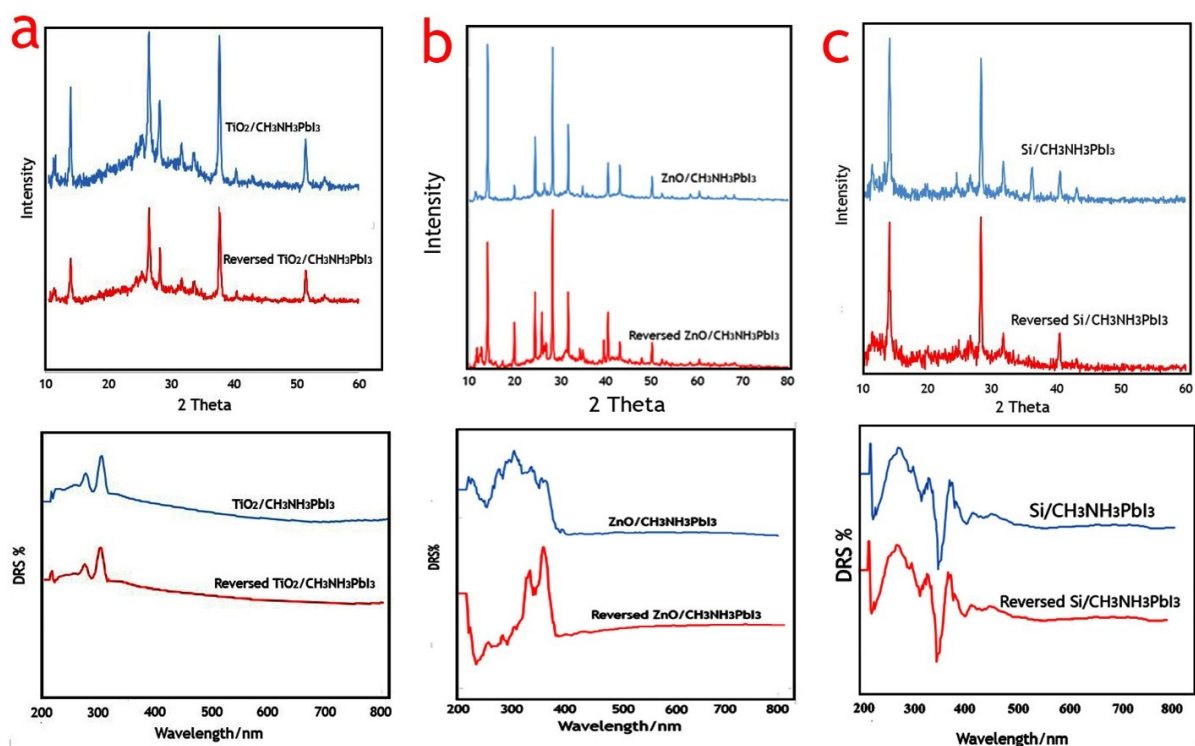 a
Intensity
TiO₂/CH₃NH₃PbI₃
Reversed TiO₂/CH₃NH₃PbI₃
10 20 30 40 50 60
2 Theta
b
Intensity
ZnO/CH₃NH₃PbI₃
Reversed ZnO/CH₃NH₃PbI₃
10 20 30 40 50 60 70 80
2 Theta
c
Intensity
Si/CH₃NH₃PbI₃
Reversed Si/CH₃NH₃PbI₃
10 20 30 40 50 60
2 Theta
DRS %
TiO₂/CH3NH3PbI3
Reversed TiO₂/CH3NH3PbI3
200 300 400 500 600 700 800
Wavelength/nm
DRS%
ZnO/CH3NH3PbI3
Reversed ZnO/CH3NH3PbI3
200 300 400 500 600 700 800
Wavelength/nm
DRS %
Si/CH3NH3PbI3
Reversed Si/CH3NH3PbI3
200 300 400 500 600 700 800
Wavelength/nm